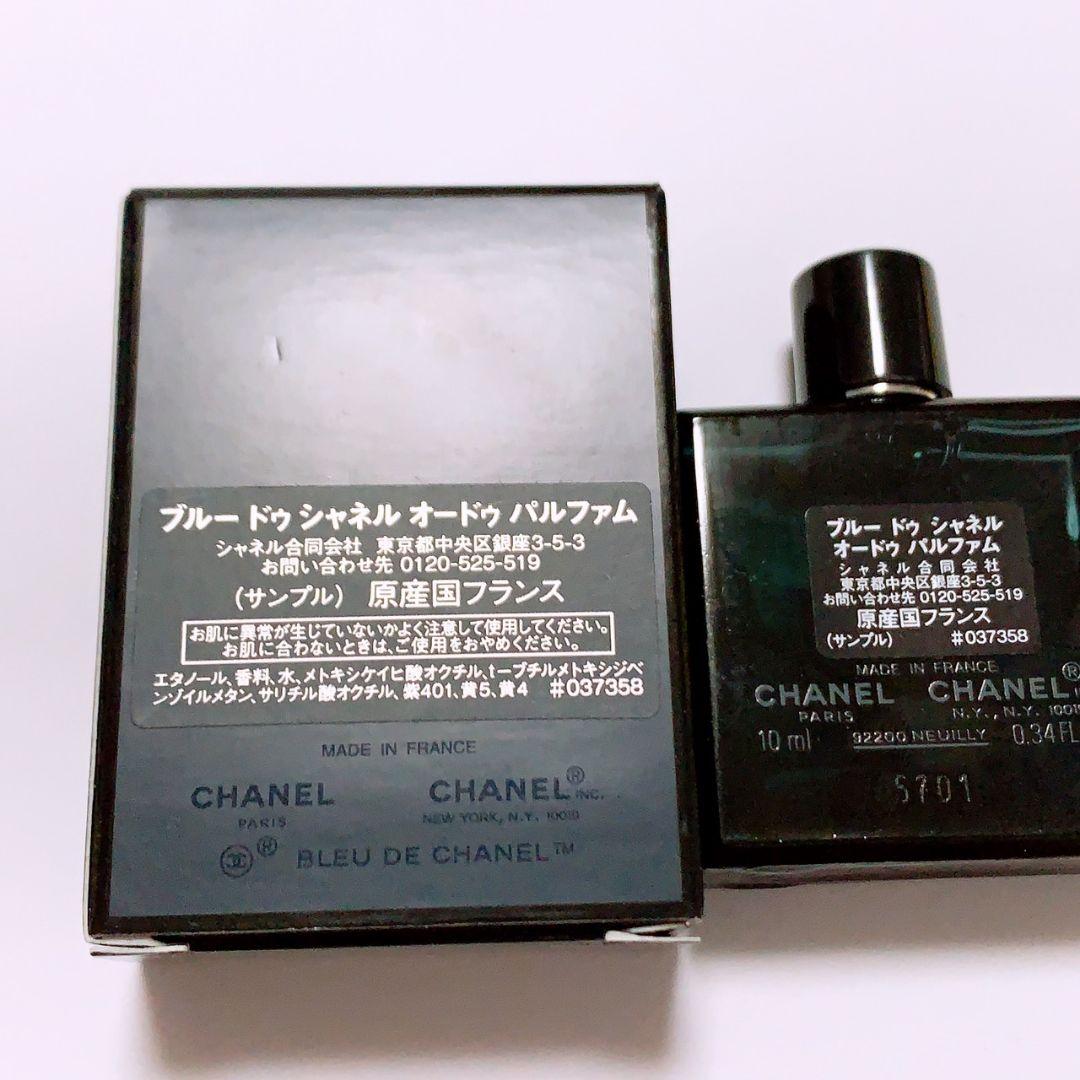 ブルー ドゥ シャネル オードゥ パルファム
シャネル合同会社 東京都中央区銀座3-5-3
お問い合わせ先 0120-525-519
(サンプル) 原産国フランス
お肌に異常が生じていないかよく注意して使用してください。
お肌に合わないときは、ご使用をおやめください。
エタノール、香料、水、メトキシケイヒ酸オクチル、t-ブチルメトキシジベ
ンゾイルメタン、サリチル酸オクチル、紫401、黄5、黄4 #037358
MADE IN FRANCE
CHANEL CHANEL® INC.
PARIS NEW YORK, N.Y. 10019
® BLEU DE CHANEL™
ブルー ドゥ シャネル
オードゥ パルファム
シャネル合同会社
東京都中央区銀座3-5-3
お問い合わせ先 0120-525-519
原産国フランス
(サンプル) #037358
MADE IN FRANCE
CHANEL CHANEL®
PARIS N.Y., N.Y. 10019
10 ml 92200 NEUILLY 0.34 FL
5701